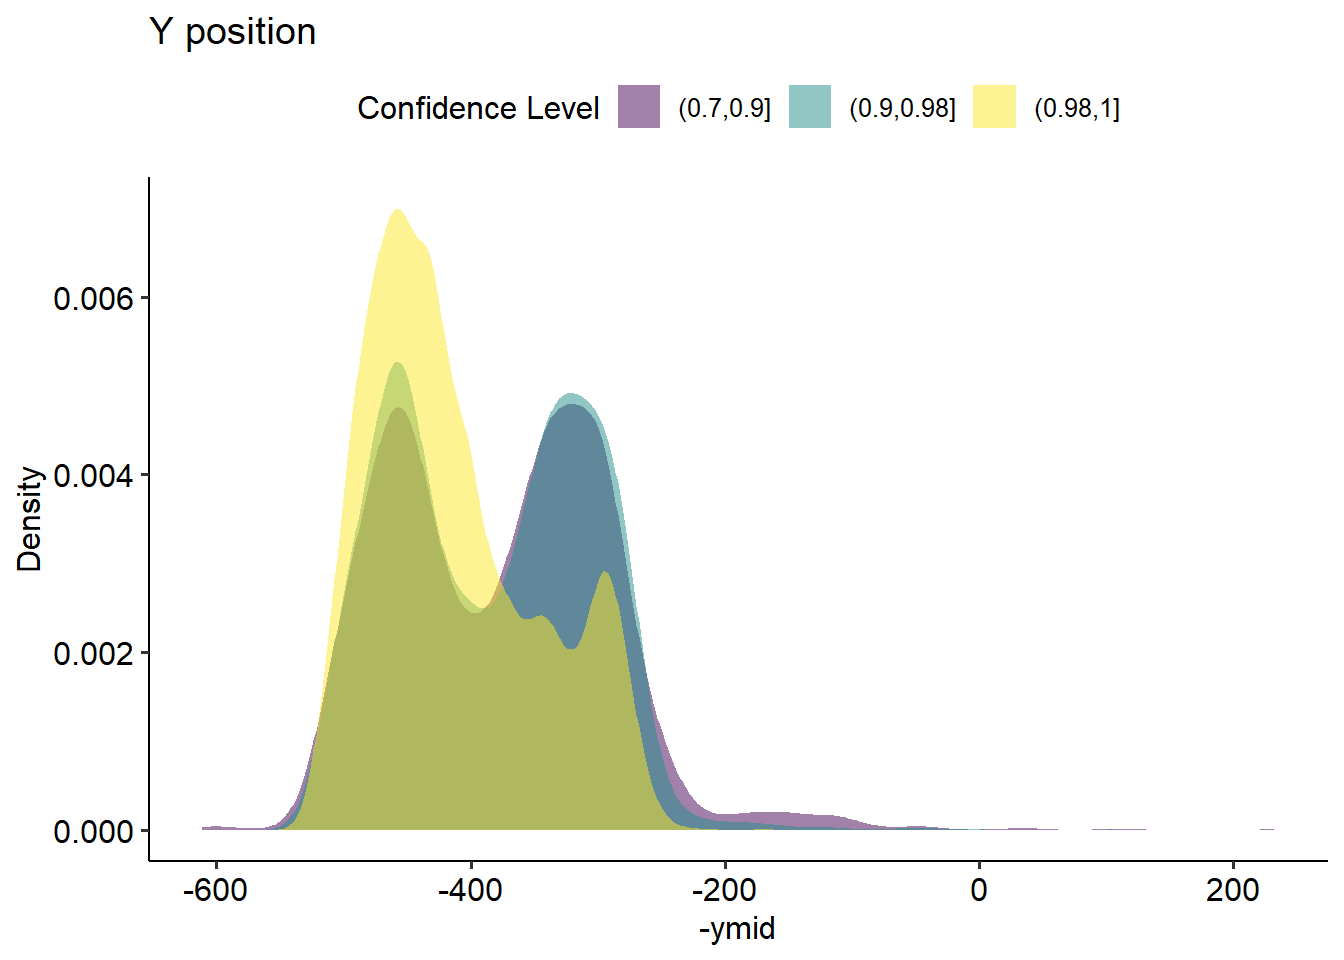 Y position
Confidence Level (0.7,0.9] (0.9,0.98] (0.98,1]
Density
0.006
0.004
0.002
0.000
-600 -400 -200 0 200
-ymid